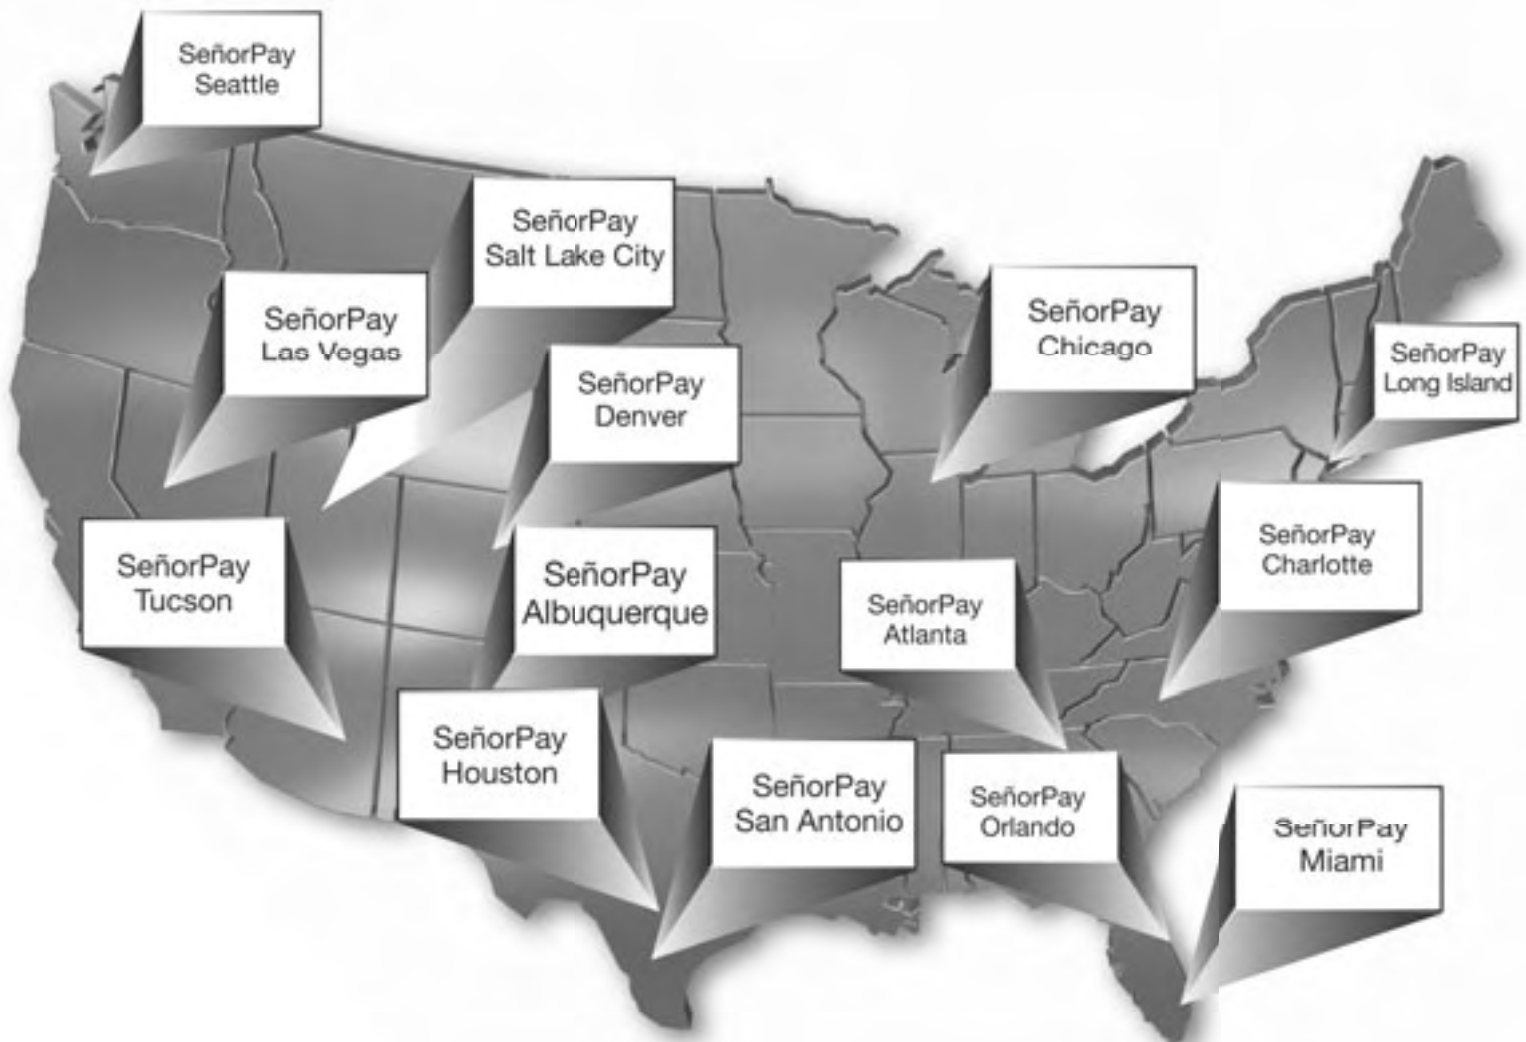 SeñorPay
Seattle
SeñorPay
Salt Lake City
SeñorPay
Las Vegas
SeñorPay
Chicago
SeñorPay
Long Island
SeñorPay
Denver
SeñorPay
Tucson
SeñorPay
Albuquerque
SeñorPay
Charlotte
SeñorPay
Atlanta
SeñorPay
Houston
SeñorPay
San Antonio
SeñorPay
Orlando
SeñorPay
Miami